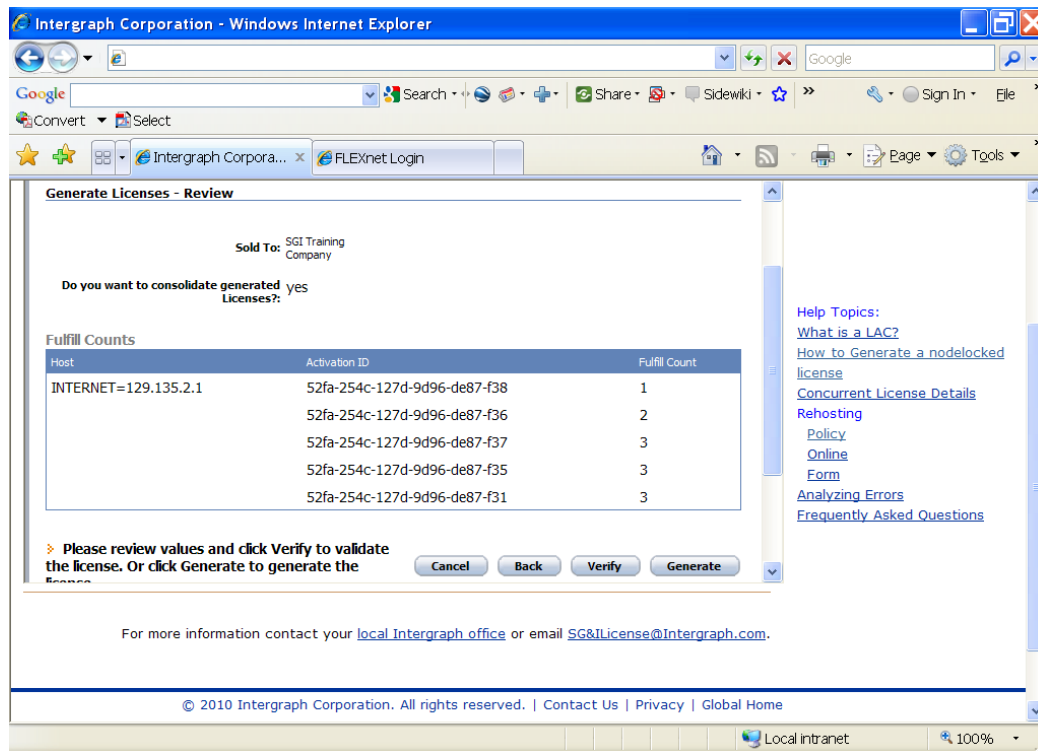 Intergraph Corporation - Windows Internet Explorer
Google
Google Search Share Sidewiki » Sign In File
Convert Select
Intergraph Corpora... x FLEXnet Login Page Tools
Generate Licenses - Review
Sold To: SGI Training
Company
Do you want to consolidate generated yes
Licenses?:
Fulfill Counts
Host Activation ID Fulfill Count
INTERNET=129.135.2.1 52fa-254c-127d-9d96-de87-f38 1
52fa-254c-127d-9d96-de87-f36 2
52fa-254c-127d-9d96-de87-f37 3
52fa-254c-127d-9d96-de87-f35 3
52fa-254c-127d-9d96-de87-f31 3
Please review values and click Verify to validate
the license. Or click Generate to generate the
license
Cancel Back Verify Generate
Help Topics:
What is a LAC?
How to Generate a nodelocked
license
Concurrent License Details
Rehosting
Policy
Online
Form
Analyzing Errors
Frequently Asked Questions
For more information contact your local Intergraph office or email SG&ILicense@Intergraph.com.
© 2010 Intergraph Corporation. All rights reserved. | Contact Us | Privacy | Global Home
Local intranet 100%